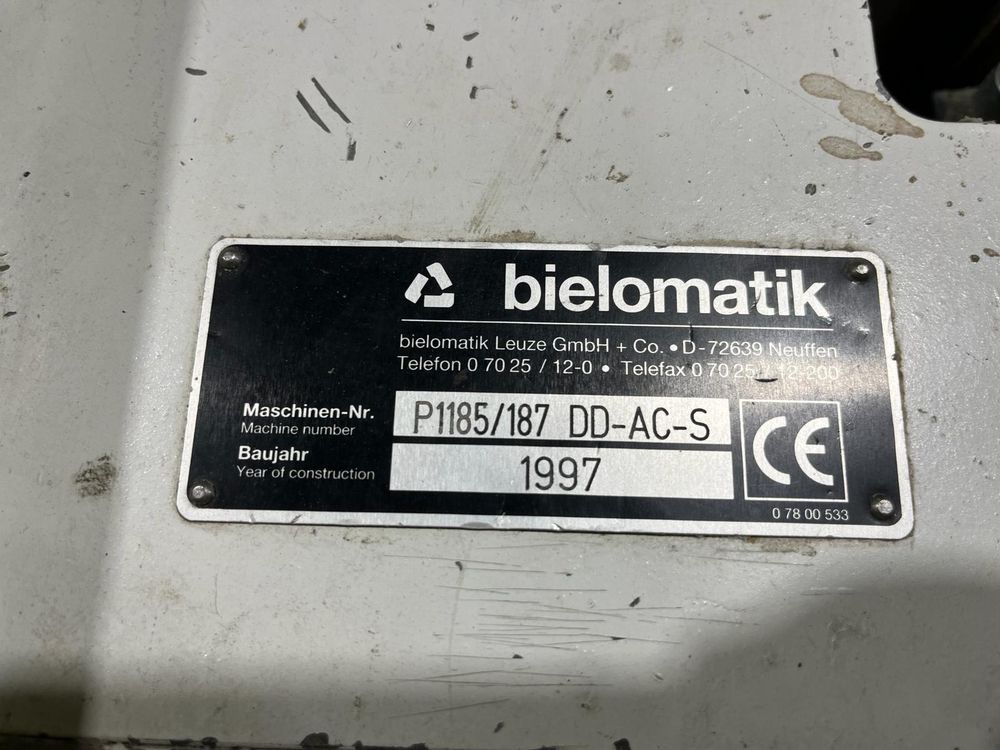 bielomatik
bielomatik Leuze GmbH + Co. • D-72639 Neuffen
Telefon 0 70 25 / 12-0 • Telefax 0 70 25 / 12-200
Maschinen-Nr. P1185/187 DD-AC-S
Machine number
Baujahr 1997
Year of construction
CE
0 78 00 533